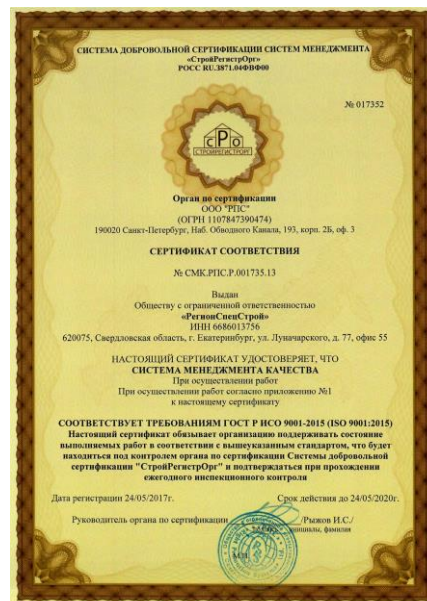 СИСТЕМА ДОБРОВОЛЬНОЙ СЕРТИФИКАЦИИ СИСТЕМ МЕНЕДЖМЕНТА
«СтройРегистрОрг»
РОСС RU.3871.04ФПФ00
№ 017352
СРО
СТРОЙРЕГИСТРОРГ
Орган по сертификации
ООО "РПС"
(ОГРН 1107847390474)
190020 Санкт-Петербург, Наб. Обводного Канала, 193, корп. 2Б, оф. 3
СЕРТИФИКАТ СООТВЕТСТВИЯ
№ СМК.РПС.Р.001735.13
Выдан
Обществу с ограниченной ответственностью
«РегионСпецСтрой»
ИНН 6686013756
620075, Свердловская область, г. Екатеринбург, ул. Луначарского, д. 77, офис 55
НАСТОЯЩИЙ СЕРТИФИКАТ УДОСТОВЕРЯЕТ, ЧТО
СИСТЕМА МЕНЕДЖМЕНТА КАЧЕСТВА
При осуществлении работ
При осуществлении работ согласно приложению №1
к настоящему сертификату
СООТВЕТСТВУЕТ ТРЕБОВАНИЯМ ГОСТ Р ИСО 9001-2015 (ISO 9001:2015)
Настоящий сертификат обязывает организацию поддерживать состояние
выполняемых работ в соответствии с вышеуказанным стандартом, что будет
находиться под контролем органа по сертификации Системы добровольной
сертификации "СтройРегистрОрг" и подтверждаться при прохождении
ежегодного инспекционного контроля
Дата регистрации 24/05/2017г. Срок действия до 24/05/2020г.
Руководитель органа по сертификации /Рыжов И.С./
инициалы, фамилия